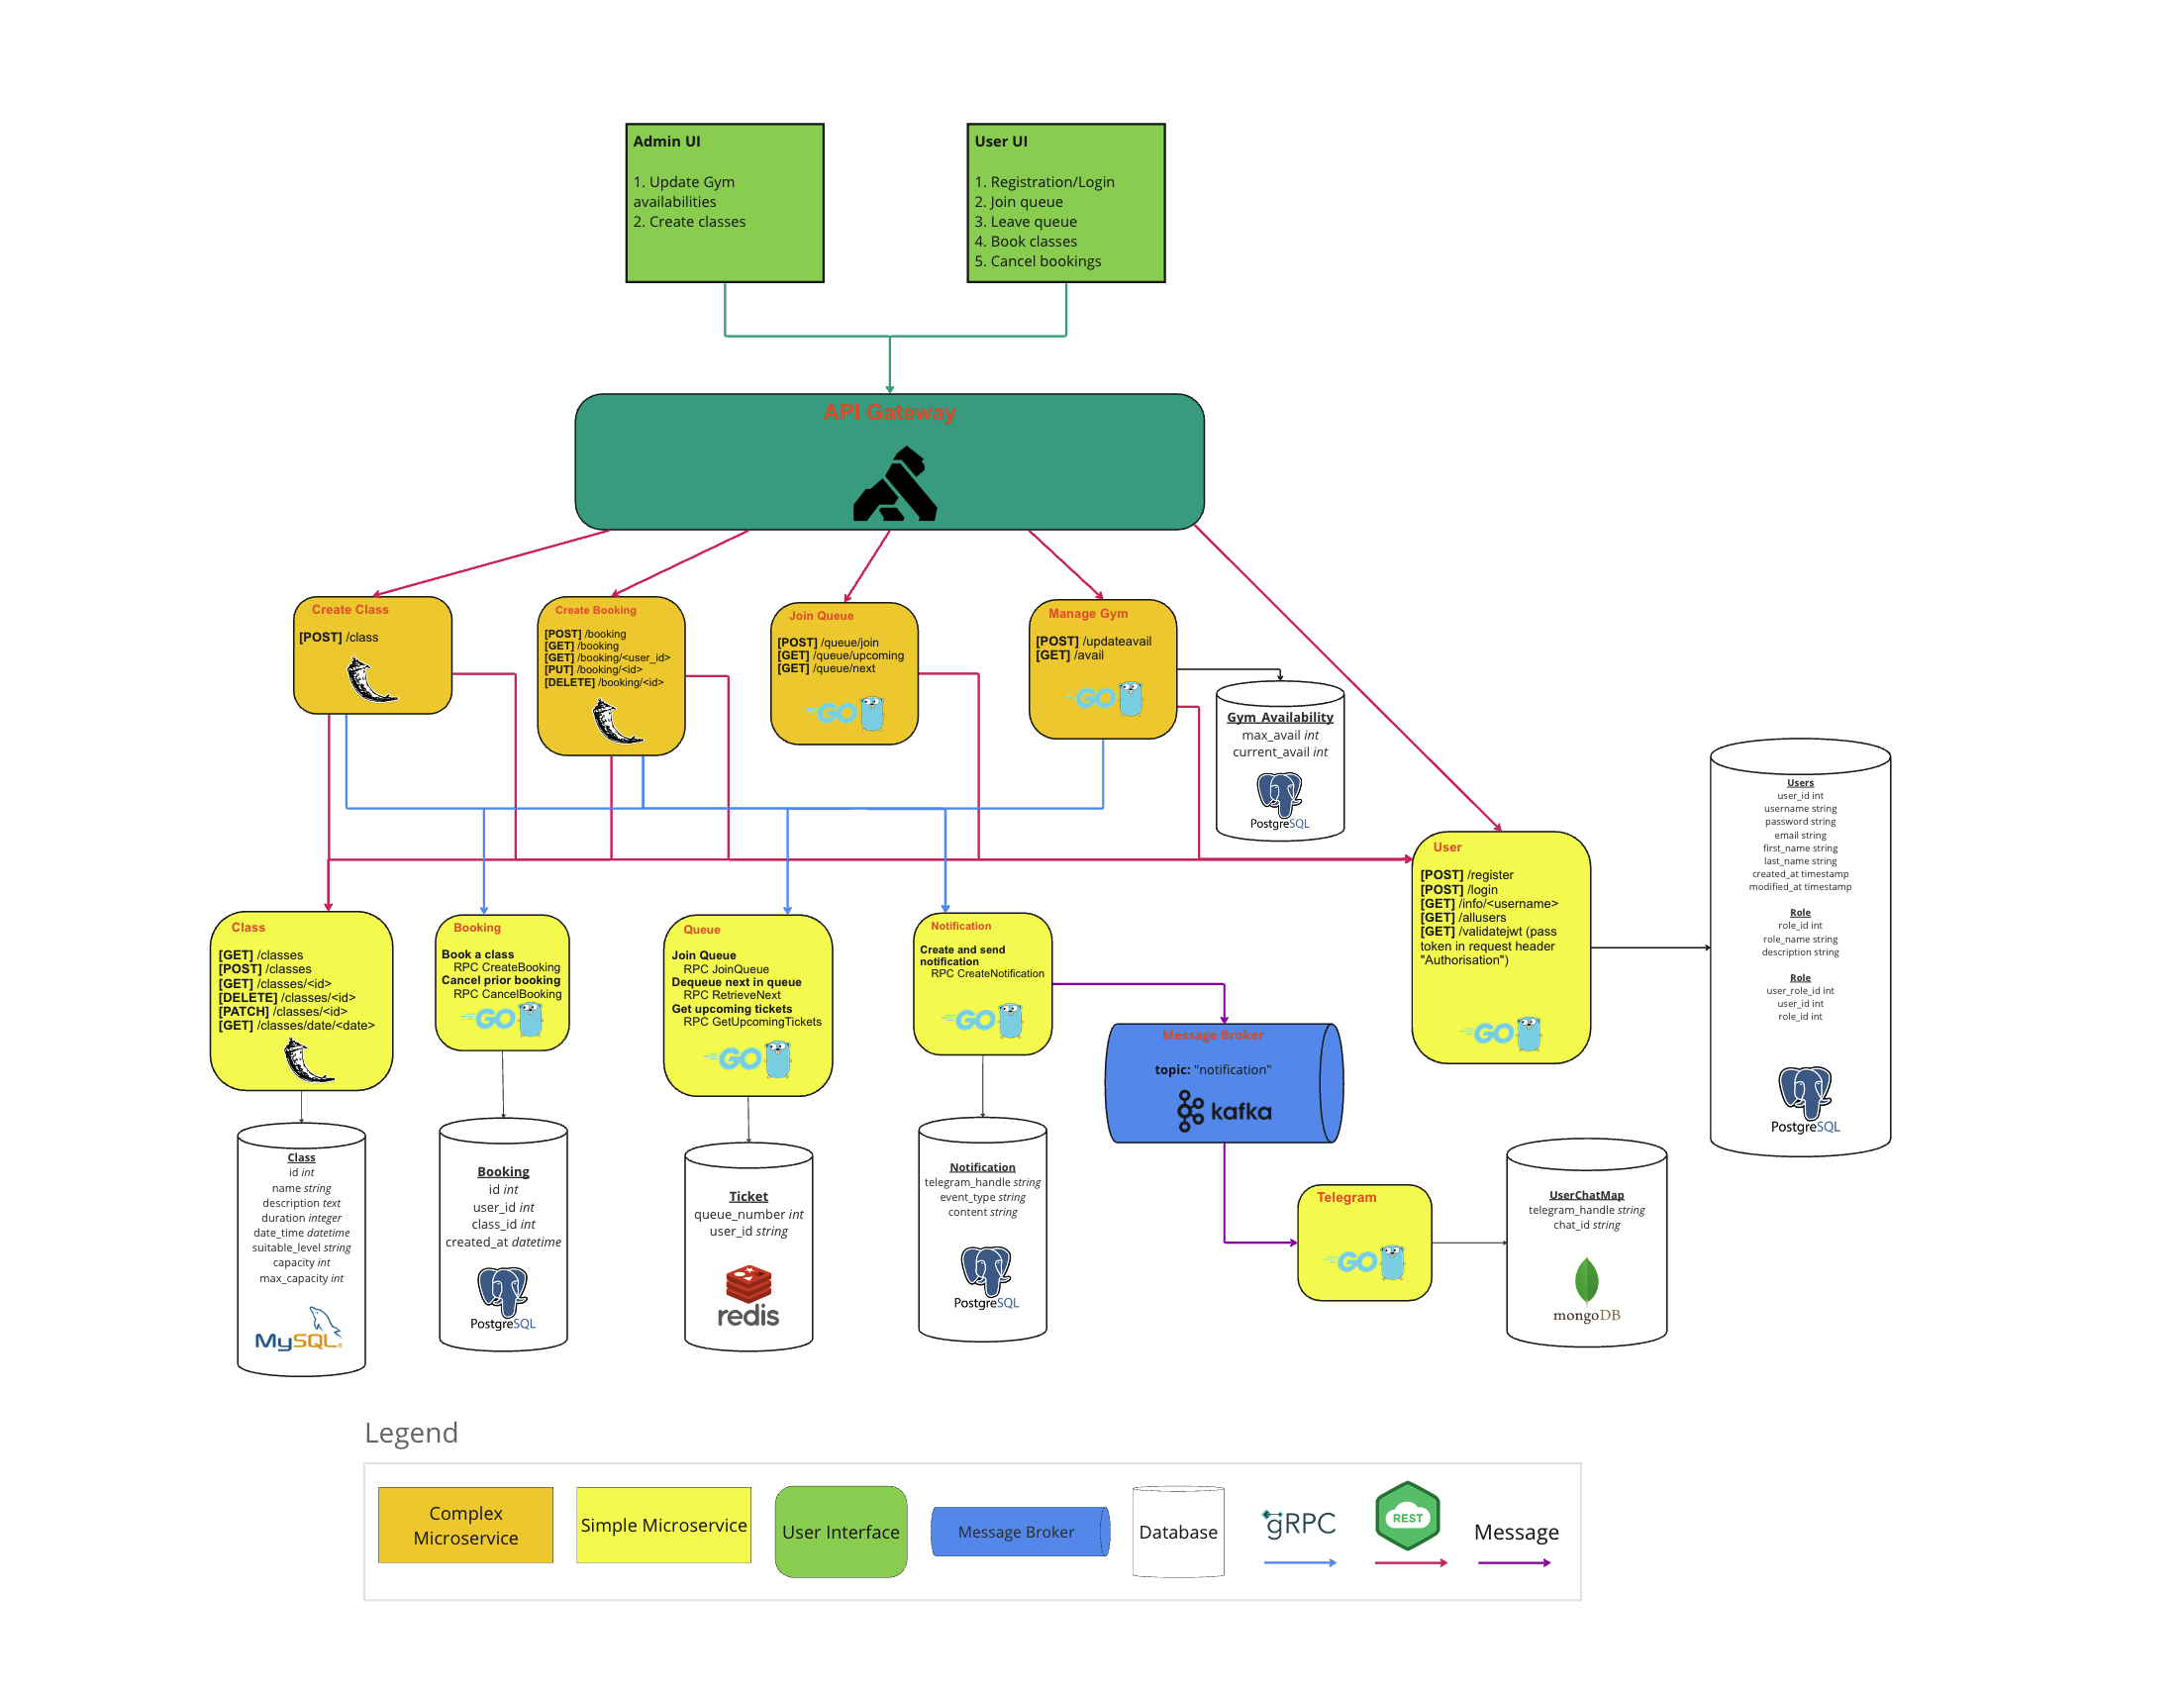 Admin UI
1. Update Gym
availabilities
2. Create classes
User UI
1. Registration/Login
2. Join queue
3. Leave queue
4. Book classes
5. Cancel bookings
API Gateway
Create Class
[POST] /class
Create Booking
[POST] /booking
[GET] /booking
[GET] /booking/<user_id>
[PUT] /booking/<id>
[DELETE] /booking/<id>
Join Queue
[POST] /queue/join
[GET] /queue/upcoming
[GET] /queue/next
GO
Manage Gym
[POST] /updateavail
[GET] /avail
GO
Gym_Availability
max_avail int
current_avail int
PostgreSQL
Users
user_id int
username string
password string
email string
first_name string
last_name string
created_at timestamp
modified_at timestamp
Role
role_id int
role_name string
description string
Role
user_role_id int
user_id int
role_id int
PostgreSQL
User
[POST] /register
[POST] /login
[GET] /info/<username>
[GET] /allusers
[GET] /validatejwt (pass
token in request header
"Authorisation")
GO
Class
[GET] /classes
[POST] /classes
[GET] /classes/<id>
[DELETE] /classes/<id>
[PATCH] /classes/<id>
[GET] /classes/date/<date>
Booking
Book a class
RPC CreateBooking
Cancel prior booking
RPC CancelBooking
GO
Queue
Join Queue
RPC JoinQueue
Dequeue next in queue
RPC RetrieveNext
Get upcoming tickets
RPC GetUpcomingTickets
GO
Notification
Create and send
notification
RPC CreateNotification
GO
Message Broker
topic: "notification"
kafka
Class
id int
name string
description text
duration integer
date_time datetime
suitable_level string
capacity int
max_capacity int
MySQL
Booking
id int
user_id int
class_id int
created_at datetime
PostgreSQL
Ticket
queue_number int
user_id string
redis
Notification
telegram_handle string
event_type string
content string
PostgreSQL
Telegram
GO
UserChatMap
telegram_handle string
chat_id string
mongoDB
Legend
Complex
Microservice
Simple Microservice
User Interface
Message Broker
Database
gRPC
REST
Message